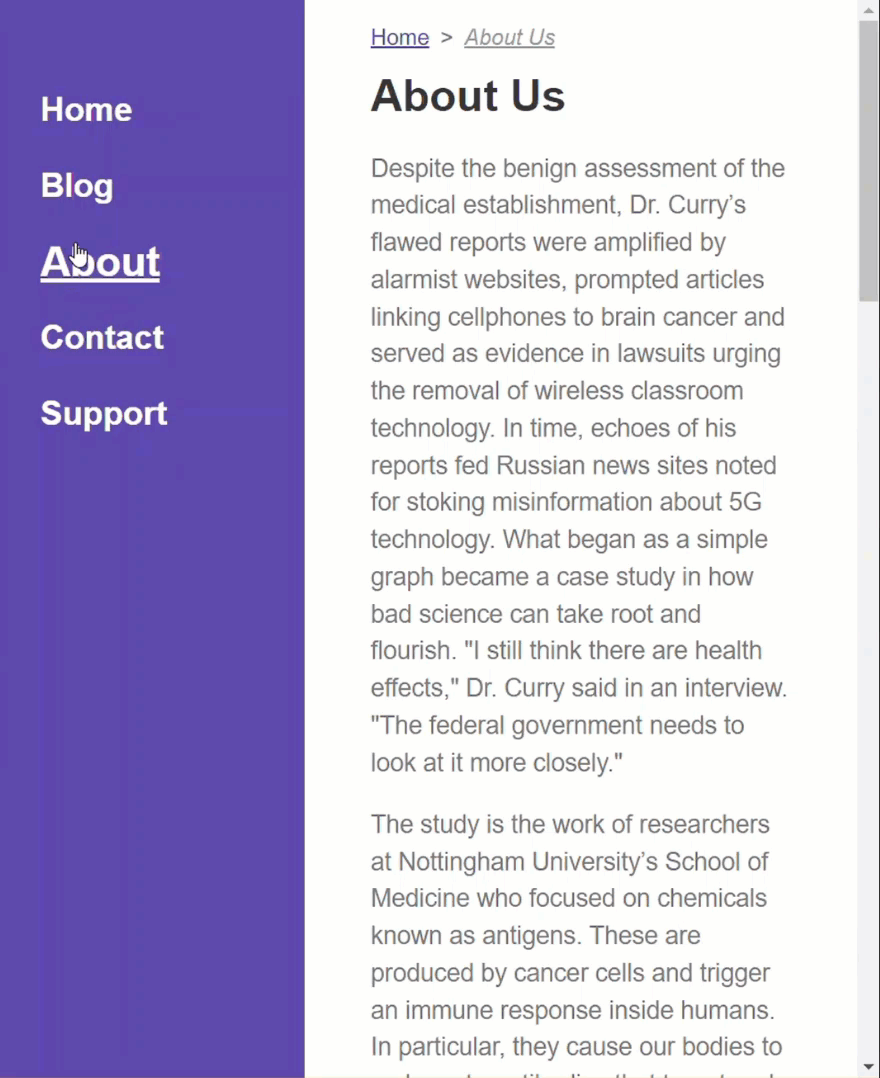 Home
Blog
About
Contact
Support
Home > About Us
About Us
Despite the benign assessment of the
medical establishment, Dr. Curry’s
flawed reports were amplified by
alarmist websites, prompted articles
linking cellphones to brain cancer and
served as evidence in lawsuits urging
the removal of wireless classroom
technology. In time, echoes of his
reports fed Russian news sites noted
for stoking misinformation about 5G
technology. What began as a simple
graph became a case study in how
bad science can take root and
flourish. "I still think there are health
effects," Dr. Curry said in an interview.
"The federal government needs to
look at it more closely."
The study is the work of researchers
at Nottingham University’s School of
Medicine who focused on chemicals
known as antigens. These are
produced by cancer cells and trigger
an immune response inside humans.
In particular, they cause our bodies to